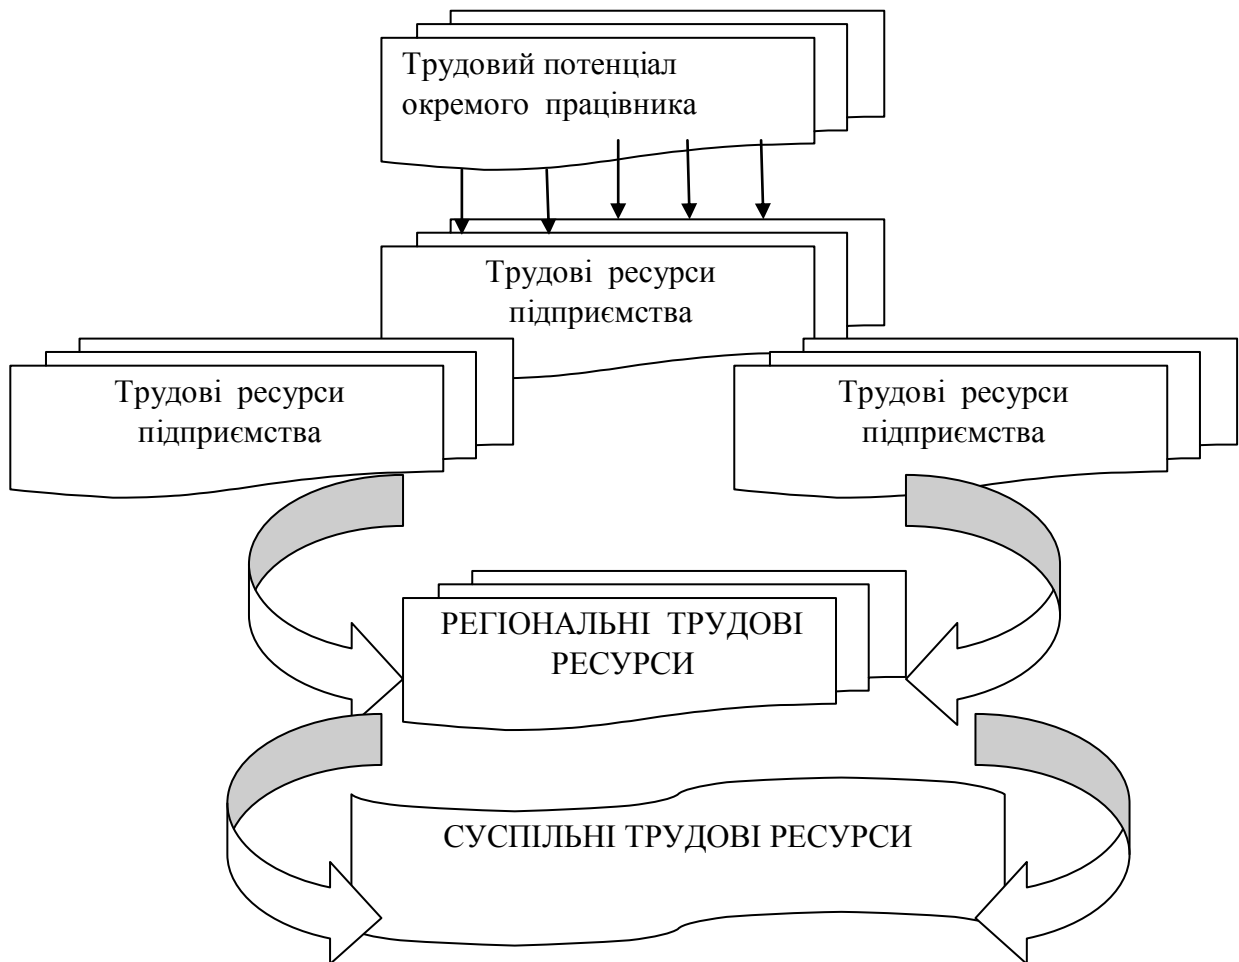 Трудовий потенціал
окремого працівника
Трудові ресурси
підприємства
Трудові ресурси
підприємства
Трудові ресурси
підприємства
РЕГІОНАЛЬНІ ТРУДОВІ
РЕСУРСИ
СУСПІЛЬНІ ТРУДОВІ РЕСУРСИ